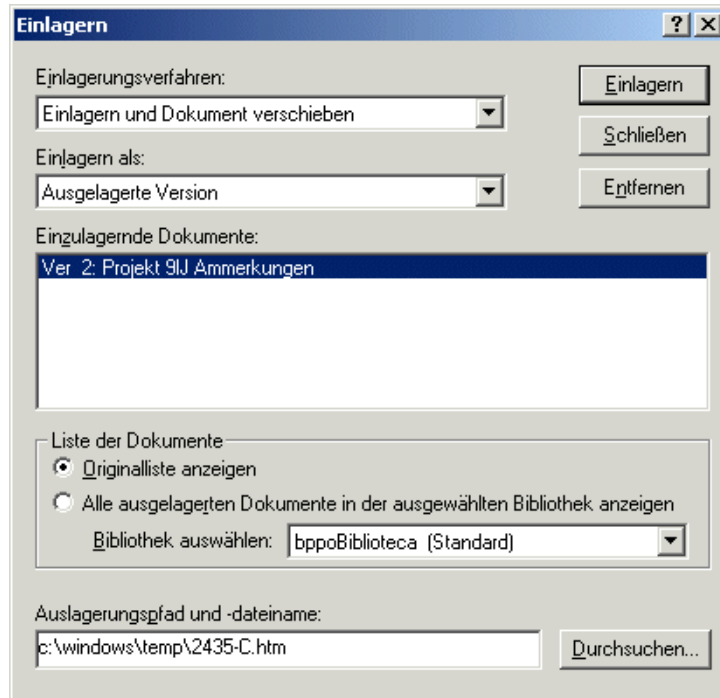 Einlagern
Einlagerungsverfahren:
Einlagern und Dokument verschieben
Einlagern
Schließen
Einlagern als:
Ausgelagerte Version
Entfernen
Einzulagernde Dokumente:
Ver 2: Projekt 9IJ Ammerkungen
Liste der Dokumente
Originalliste anzeigen
Alle ausgelagerten Dokumente in der ausgewählten Bibliothek anzeigen
Bibliothek auswählen: bppoBiblioteca (Standard)
Auslagerungspfad und -dateiname:
c:\windows\temp\2435-C.htm
Durchsuchen...